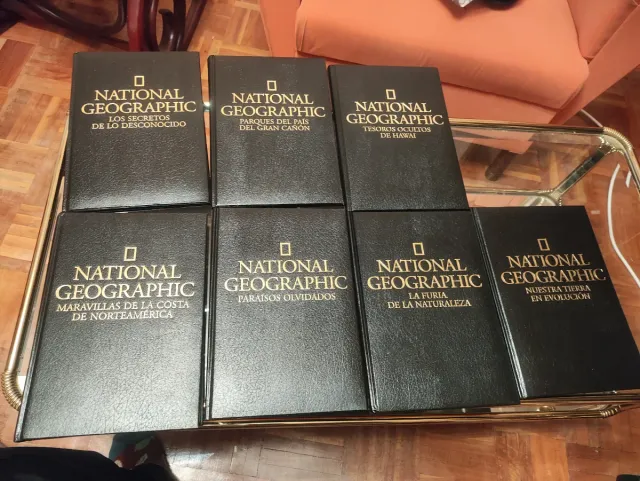 NATIONAL
GEOGRAPHIC
LOS SECRETOS
DE LO DESCONOCIDO
NATIONAL
GEOGRAPHIC
PARQUES DEL PAÍS
DEL GRAN CAÑÓN
NATIONAL
GEOGRAPHIC
TESOROS OCULTOS
DE HAWAI
NATIONAL
GEOGRAPHIC
MARAVILLAS DE LA COSTA
DE NORTEAMÉRICA
NATIONAL
GEOGRAPHIC
PARAÍSOS OLVIDADOS
NATIONAL
GEOGRAPHIC
LA FURIA
DE LA NATURALEZA
NATIONAL
GEOGRAPHIC
NUESTRA TIERRA
EN EVOLUCIÓN